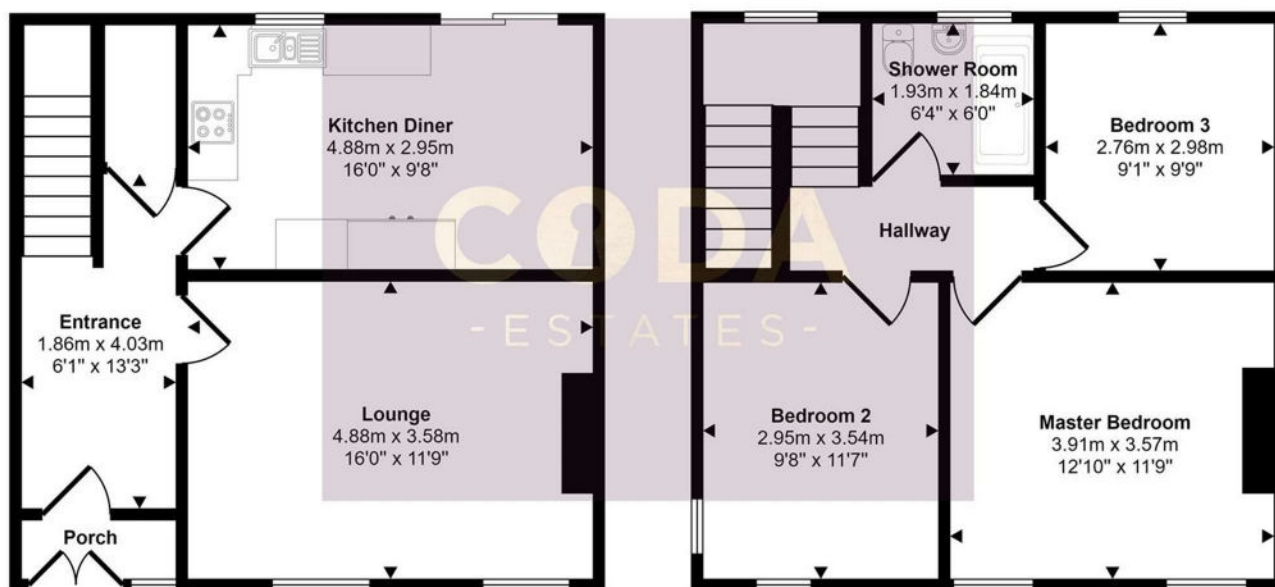 Kitchen Diner
4.88m x 2.95m
16'0" x 9'8"
Entrance
1.86m x 4.03m
6'1" x 13'3"
Lounge
4.88m x 3.58m
16'0" x 11'9"
Porch
Shower Room
1.93m x 1.84m
6'4" x 6'0"
Bedroom 3
2.76m x 2.98m
9'1" x 9'9"
Hallway
Bedroom 2
2.95m x 3.54m
9'8" x 11'7"
Master Bedroom
3.91m x 3.57m
12'10" x 11'9"
CODA
- ESTATES -